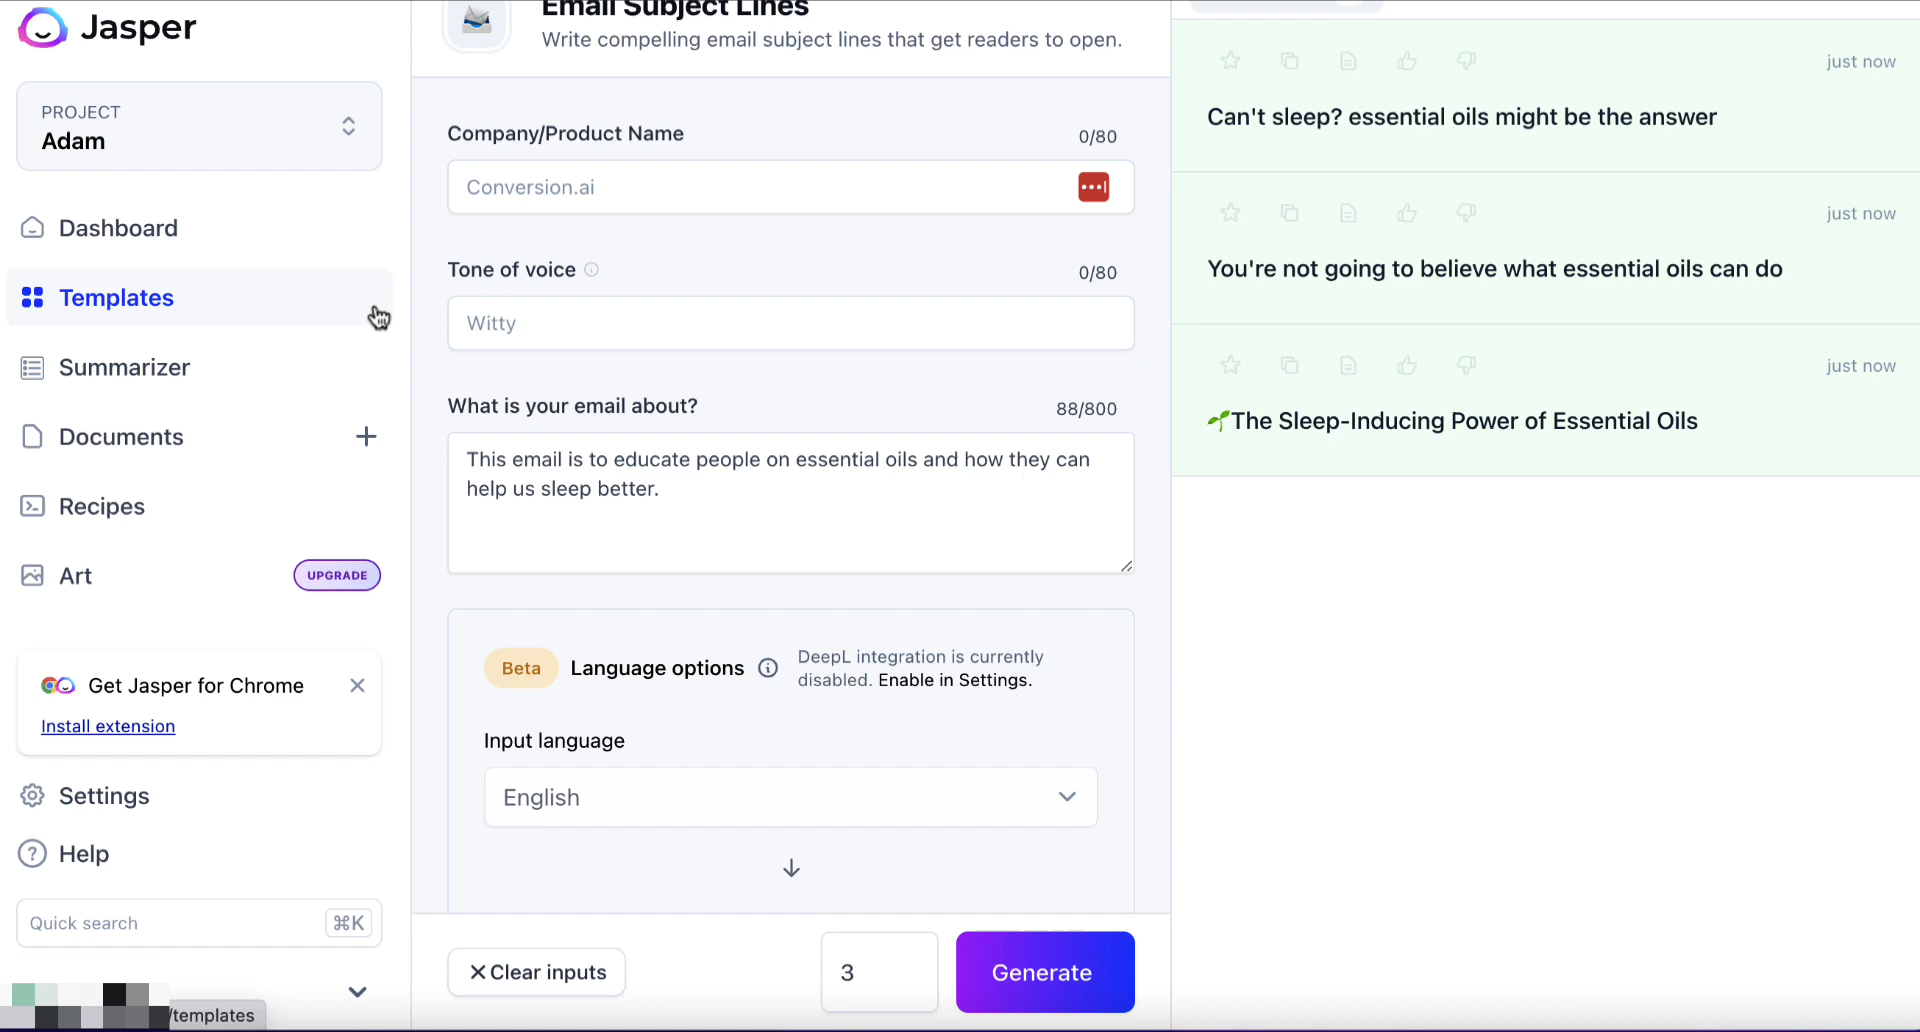 Jasper
PROJECT
Adam
Dashboard
Templates
Summarizer
Documents
Recipes
Art
UPGRADE
Get Jasper for Chrome
Install extension
Settings
Help
Quick search
⌘K
/templates
Email Subject Lines
Write compelling email subject lines that get readers to open.
Company/Product Name
0/80
Conversion.ai
Tone of voice
0/80
Witty
What is your email about?
88/800
This email is to educate people on essential oils and how they can
help us sleep better.
Beta
Language options
DeepL integration is currently
disabled. Enable in Settings.
Input language
English
Clear inputs
3
Generate
just now
Can't sleep? essential oils might be the answer
just now
You're not going to believe what essential oils can do
just now
🌱The Sleep-Inducing Power of Essential Oils